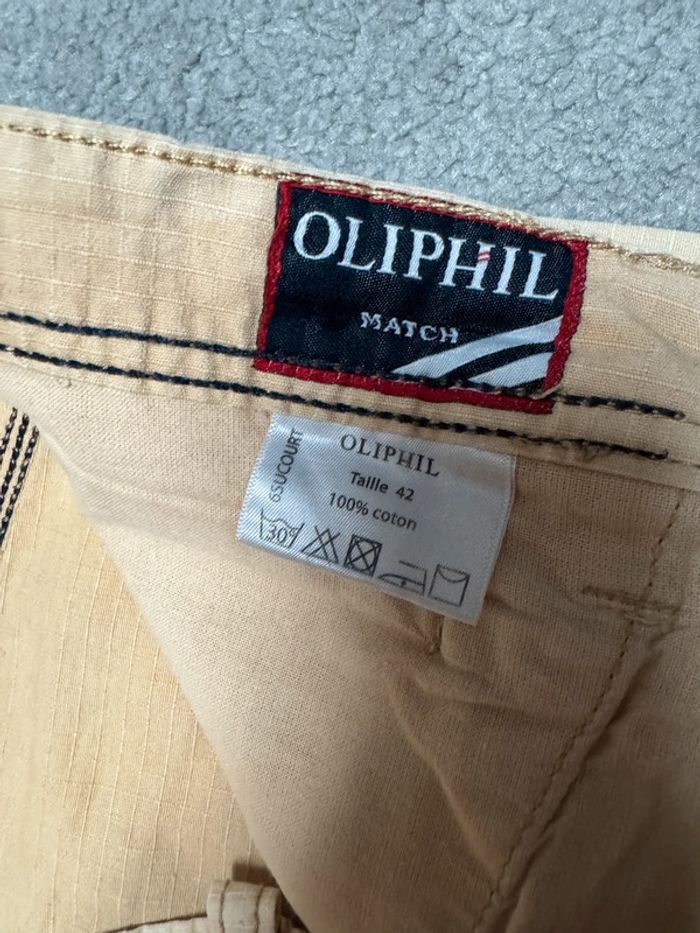 OLIPHIL
MATCH
6SUCOURT
OLIPHIL
Taille 42
100% coton
30°